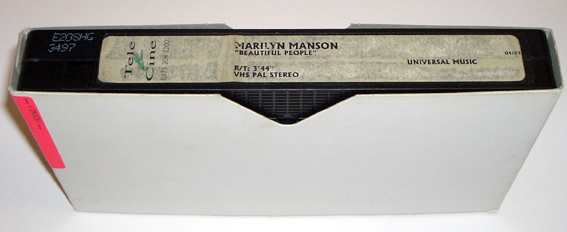 E20SHG
3497
Tele
Cine
MARILYN MANSON
"BEAUTIFUL PEOPLE"
R/T: 3'44"
VHS PAL STEREO
UNIVERSAL MUSIC